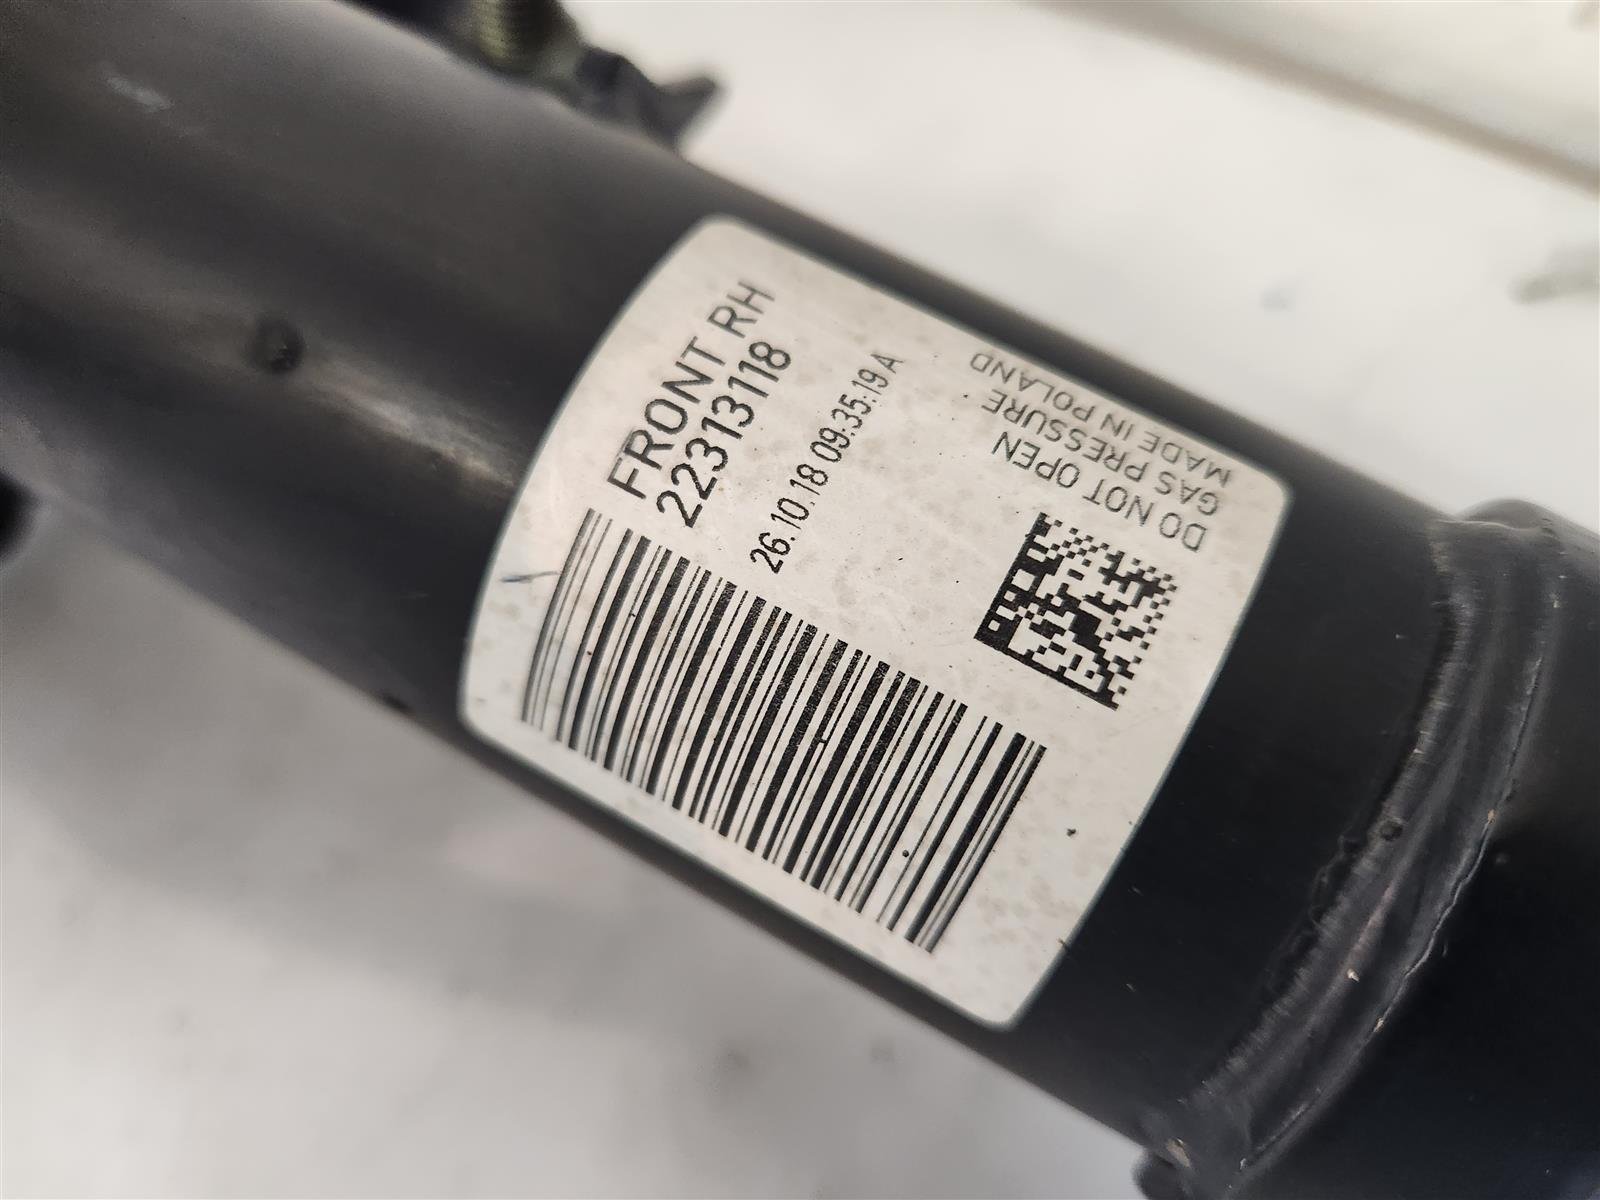 FRONT RH
22313118
26.10.18 09:35:19 A
DO NOT OPEN
GAS PRESSURE
MADE IN POLAND